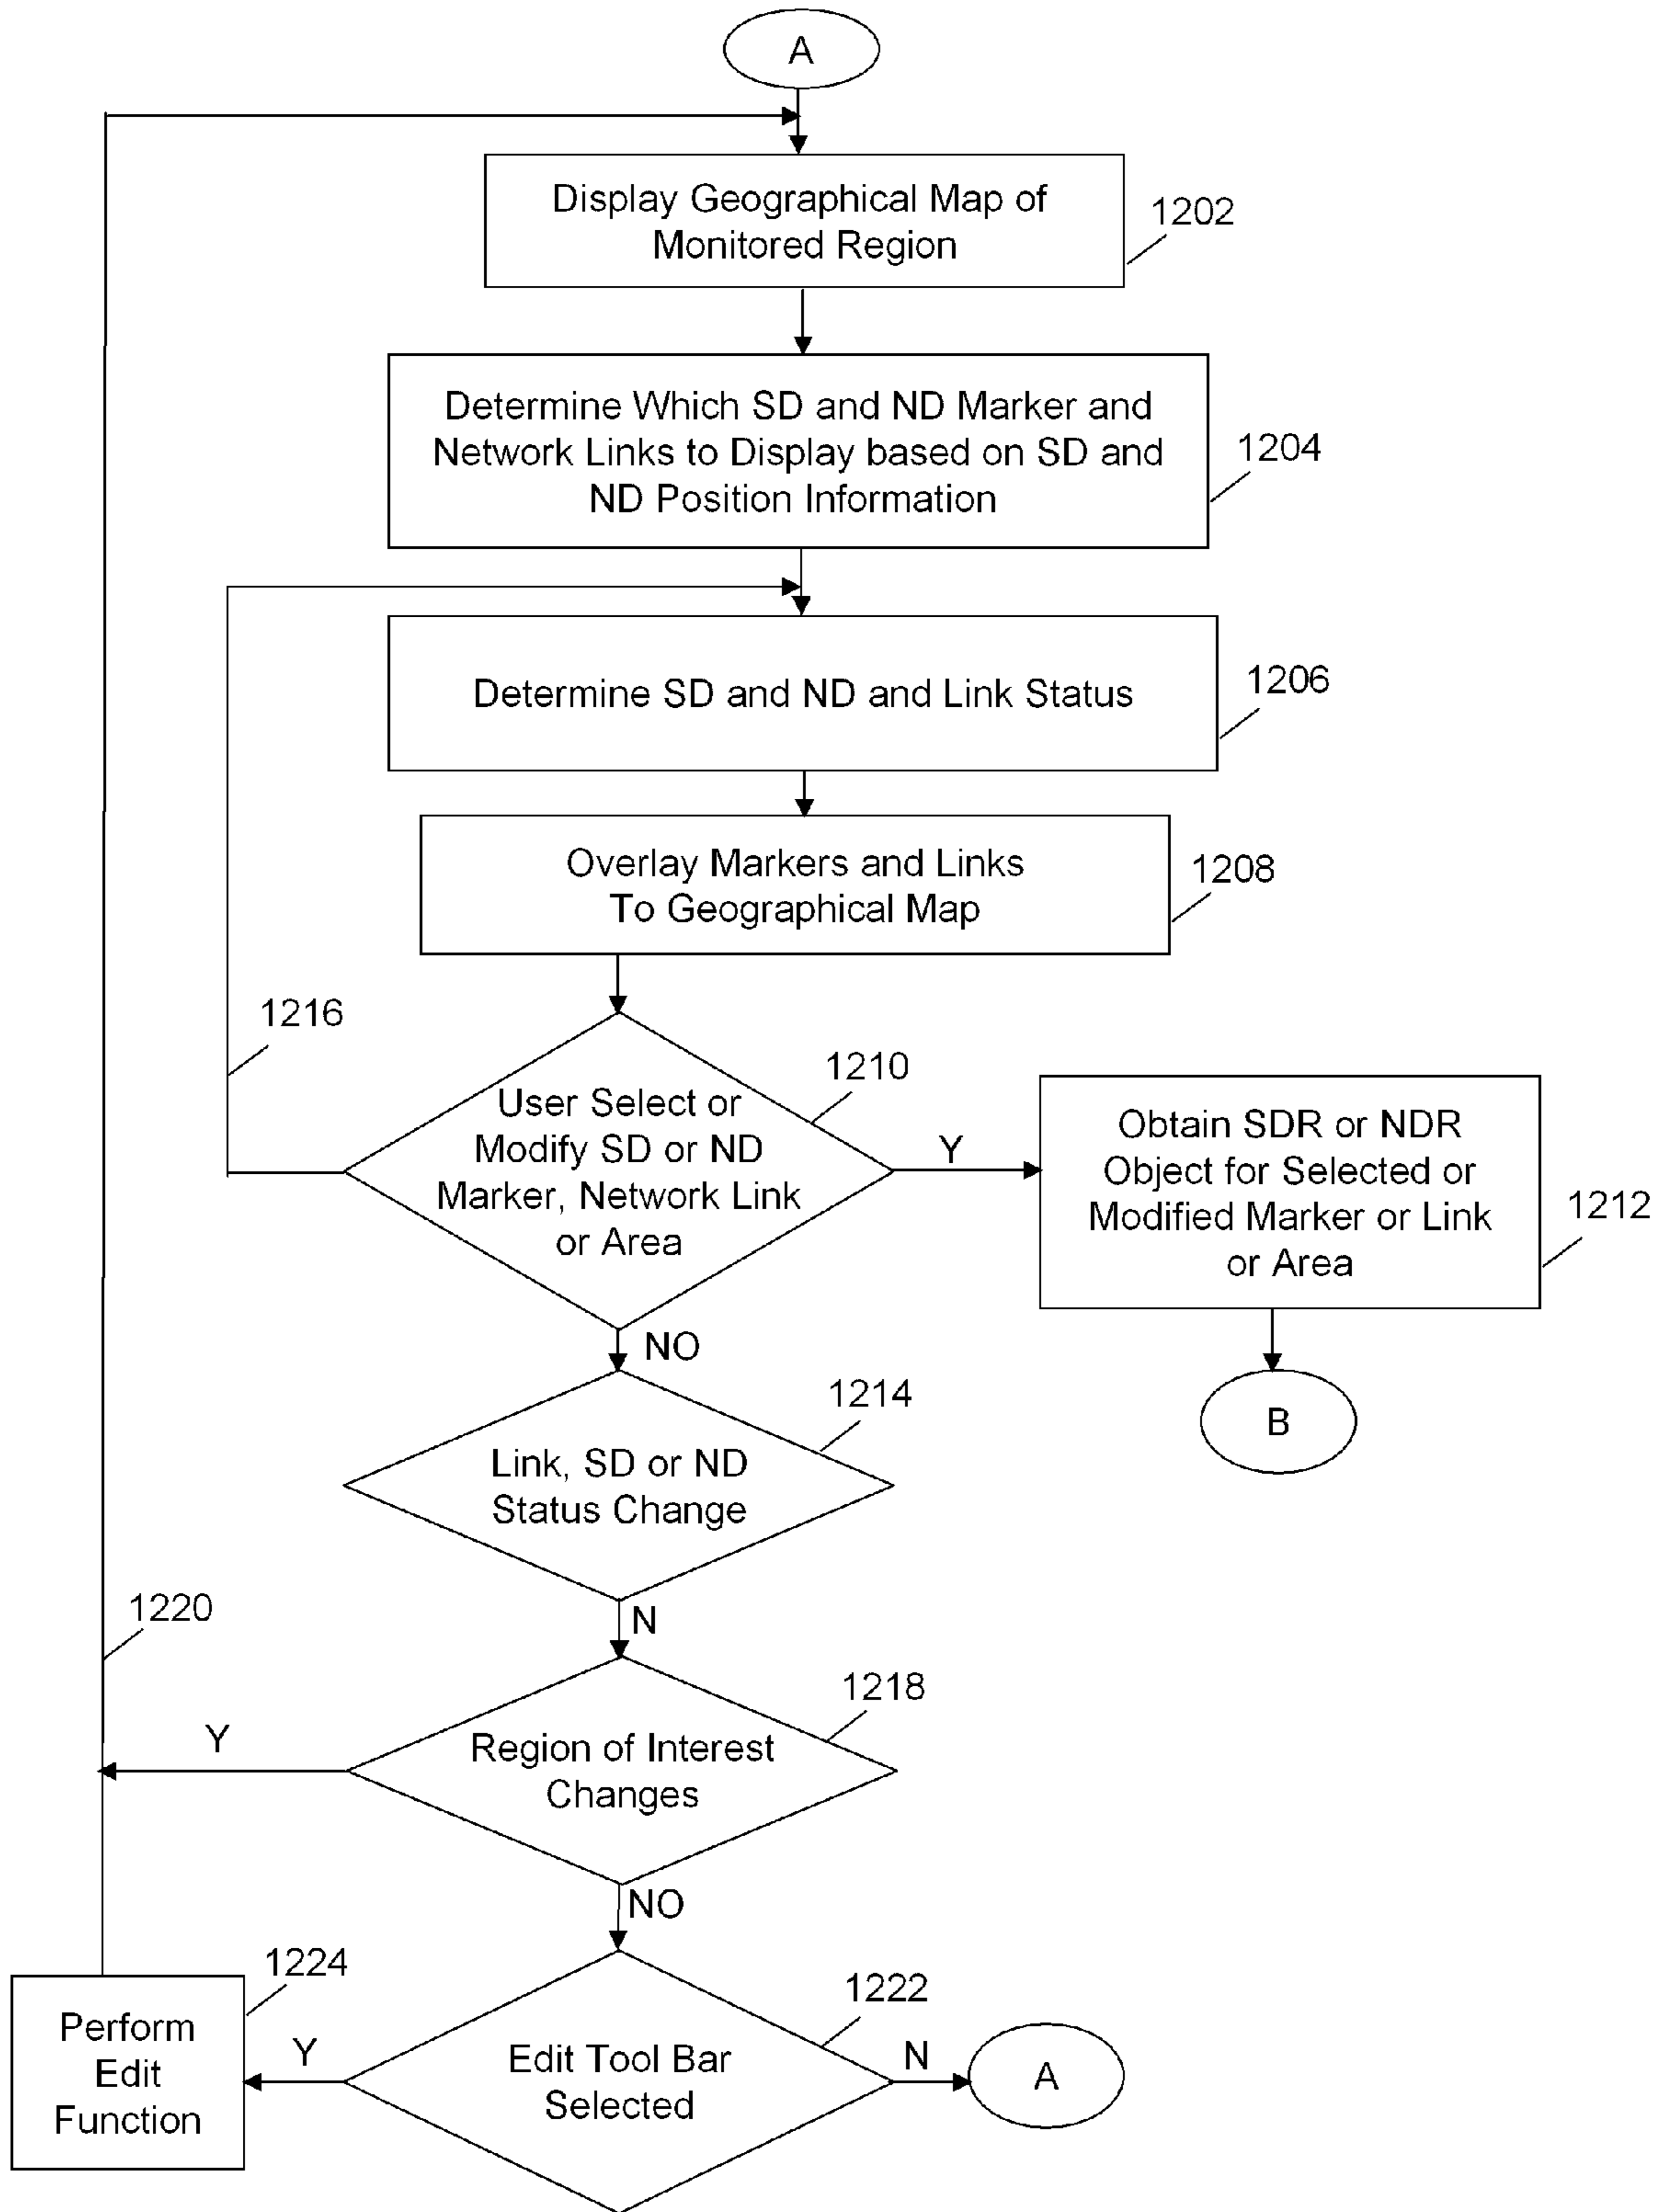 A
Display Geographical Map of
Monitored Region
1202
Determine Which SD and ND Marker and
Network Links to Display based on SD and
ND Position Information
1204
Determine SD and ND and Link Status
1206
Overlay Markers and Links
To Geographical Map
1208
1216
1210
User Select or
Modify SD or ND
Marker, Network Link
or Area
Y
Obtain SDR or NDR
Object for Selected or
Modified Marker or Link
or Area
1212
NO
B
1214
Link, SD or ND
Status Change
1220
N
1218
Y
Region of Interest
Changes
NO
1224
1222
Perform
Edit
Function
Y
Edit Tool Bar
Selected
N
A